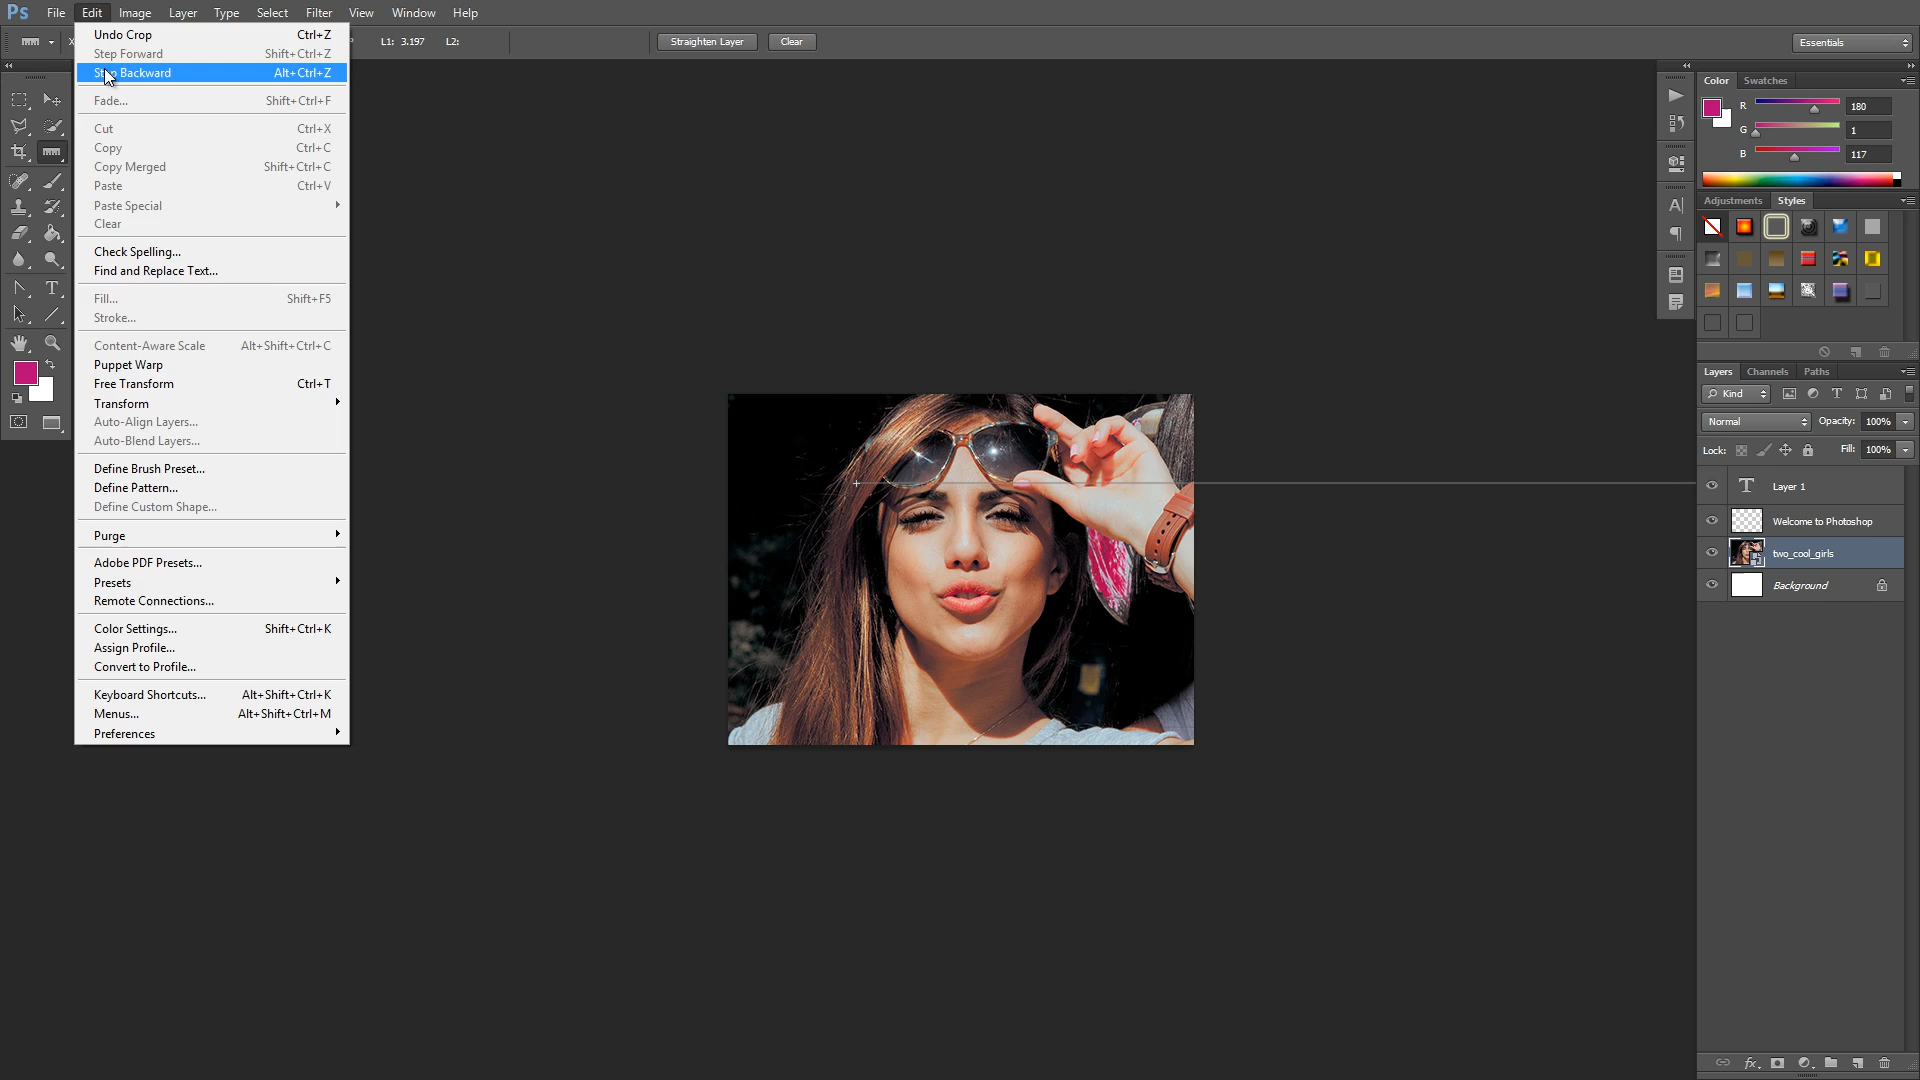 Ps File Edit Image Layer Type Select Filter View Window Help
L1: 3.197 L2: Straighten Layer Clear Essentials
Undo Crop Ctrl+Z
Step Forward Shift+Ctrl+Z
Step Backward Alt+Ctrl+Z
Fade... Shift+Ctrl+F
Cut Ctrl+X
Copy Ctrl+C
Copy Merged Shift+Ctrl+C
Paste Ctrl+V
Paste Special
Clear
Check Spelling...
Find and Replace Text...
Fill... Shift+F5
Stroke...
Content-Aware Scale Alt+Shift+Ctrl+C
Puppet Warp
Free Transform Ctrl+T
Transform
Auto-Align Layers...
Auto-Blend Layers...
Define Brush Preset...
Define Pattern...
Define Custom Shape...
Purge
Adobe PDF Presets...
Presets
Remote Connections...
Color Settings... Shift+Ctrl+K
Assign Profile...
Convert to Profile...
Keyboard Shortcuts... Alt+Shift+Ctrl+K
Menus... Alt+Shift+Ctrl+M
Preferences
Color Swatches
R 180
G 1
B 117
Adjustments Styles
Layers Channels Paths
Kind
Normal Opacity: 100%
Lock: Fill: 100%
Layer 1
Welcome to Photoshop
two_cool_girls
Background